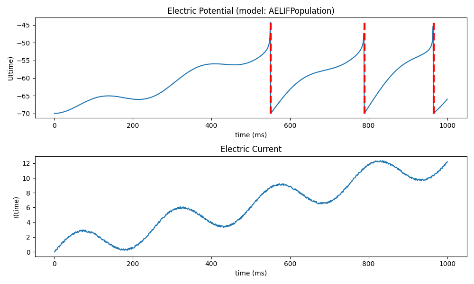 Electric Potential (model: AELIFPopulation)
U(time)
−45
−50
−55
−60
−65
−70
0 200 400 600 800 1000
time (ms)
Electric Current
I(time)
12
10
8
6
4
2
0
0 200 400 600 800 1000
time (ms)